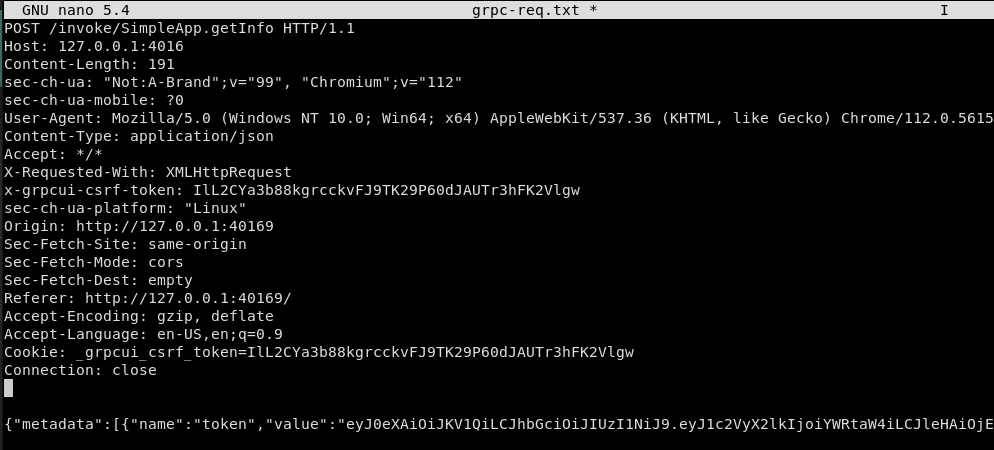 GNU nano 5.4 grpc-req.txt * I
POST /invoke/SimpleApp.getInfo HTTP/1.1
Host: 127.0.0.1:4016
Content-Length: 191
sec-ch-ua: "Not:A-Brand";v="99", "Chromium";v="112"
sec-ch-ua-mobile: ?0
User-Agent: Mozilla/5.0 (Windows NT 10.0; Win64; x64) AppleWebKit/537.36 (KHTML, like Gecko) Chrome/112.0.5615
Content-Type: application/json
Accept: */*
X-Requested-With: XMLHttpRequest
x-grpcui-csrf-token: IlL2CYa3b88kgrcckvFJ9TK29P60dJAUTr3hFK2Vlgw
sec-ch-ua-platform: "Linux"
Origin: http://127.0.0.1:40169
Sec-Fetch-Site: same-origin
Sec-Fetch-Mode: cors
Sec-Fetch-Dest: empty
Referer: http://127.0.0.1:40169/
Accept-Encoding: gzip, deflate
Accept-Language: en-US,en;q=0.9
Cookie: _grpcui_csrf_token=IlL2CYa3b88kgrcckvFJ9TK29P60dJAUTr3hFK2Vlgw
Connection: close
{"metadata":[{"name":"token","value":"eyJ0eXAiOiJKV1QiLCJhbGciOiJIUzI1NiJ9.eyJ1c2VyX2lkIjoiYWRtaW4iLCJleHAiOjE